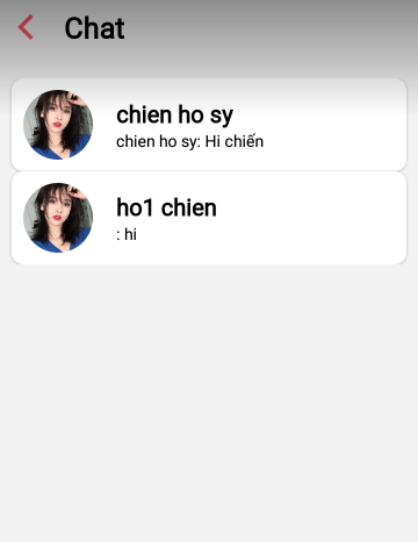 Chat
chien ho sy
chien ho sy: Hi chiến
ho1 chien
: hi